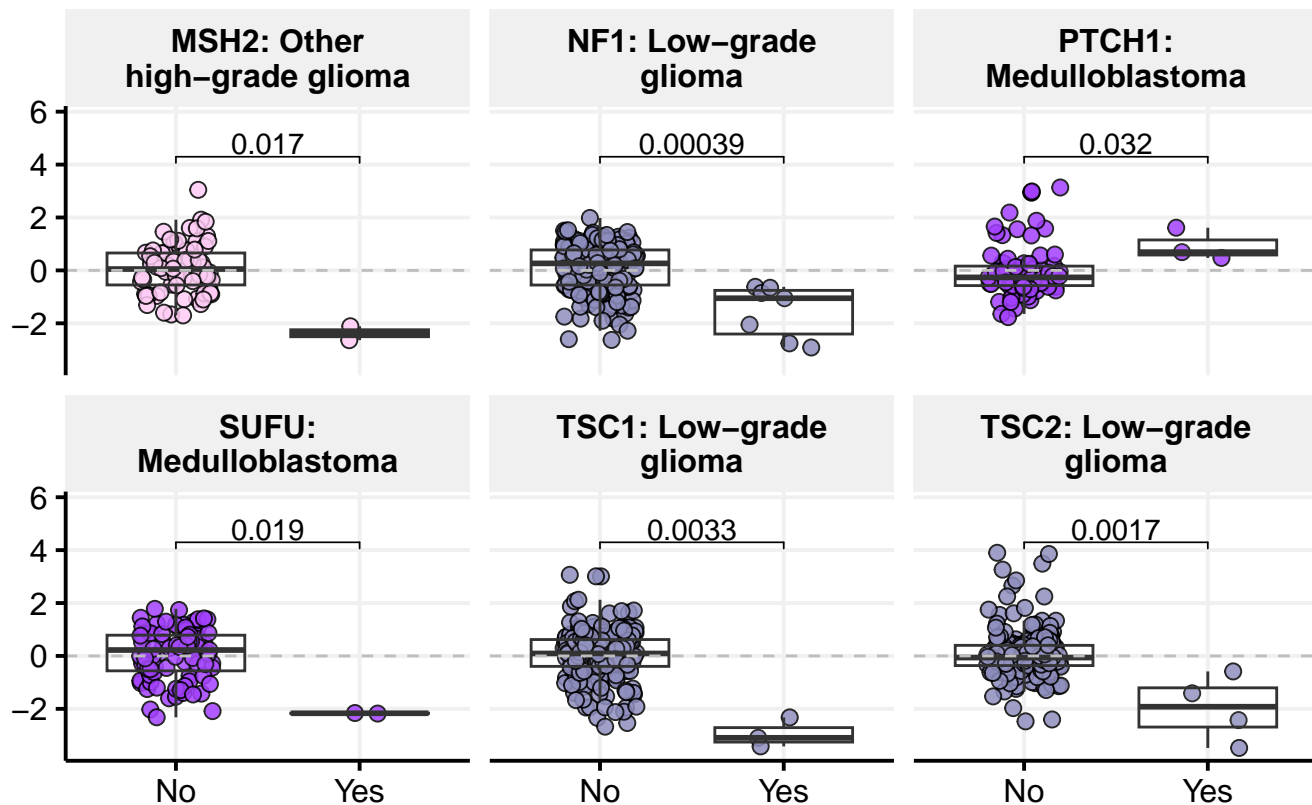 MSH2: Other
high−grade glioma
NF1: Low−grade
glioma
PTCH1:
Medulloblastoma
6
4
2
0
−2
0.017
0.00039
0.032
SUFU:
Medulloblastoma
TSC1: Low−grade
glioma
TSC2: Low−grade
glioma
6
4
2
0
−2
0.019
0.0033
0.0017
No
Yes
No
Yes
No
Yes